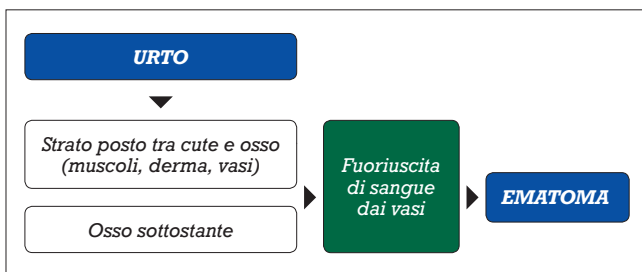 URTO
Strato posto tra cute e osso
(muscoli, derma, vasi)
Osso sottostante
Fuoriuscita
di sangue
dai vasi
EMATOMA